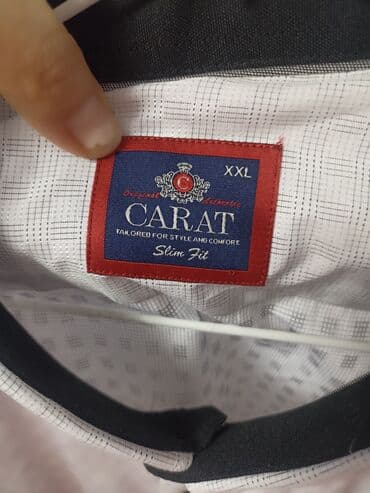 XXL
C
Original
CARAT
TAILORED FOR STYLE AND COMFORT
Slim Fit